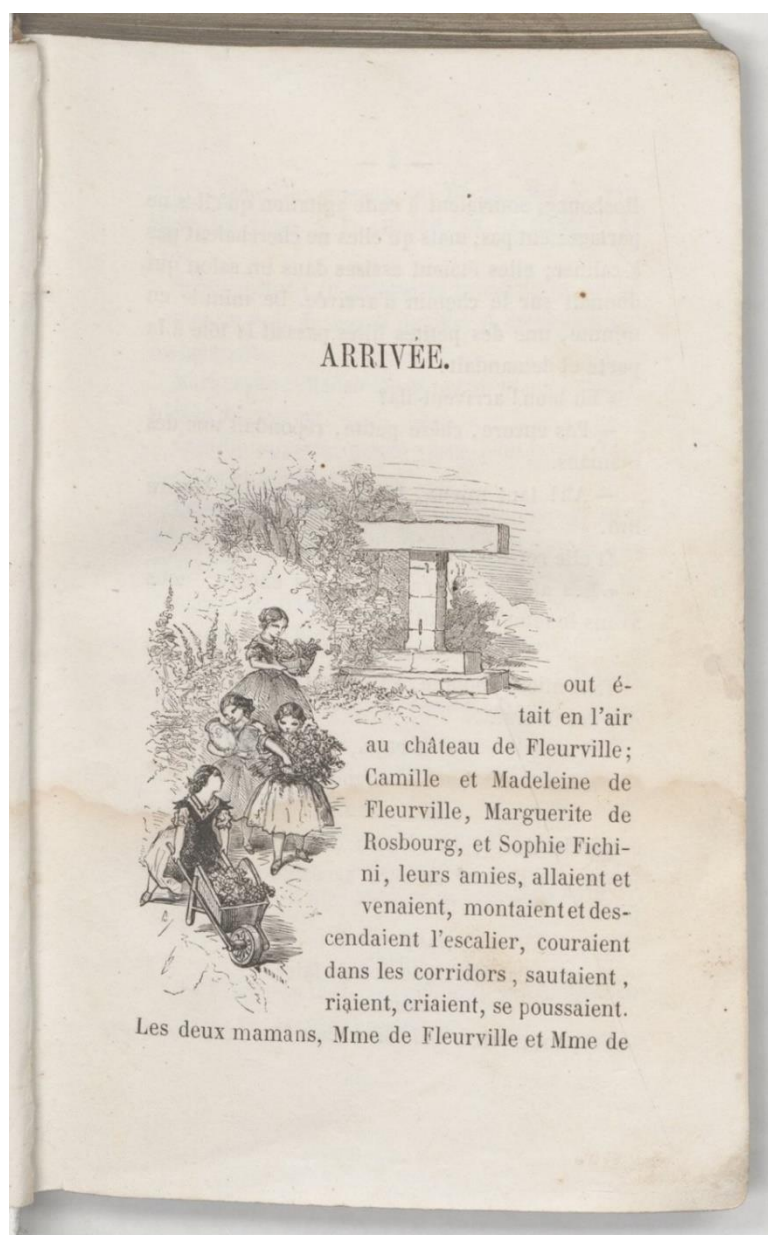 ARRIVÉE.
out é-
tait en l'air
au château de Fleurville;
Camille et Madeleine de
Fleurville, Marguerite de
Rosbourg, et Sophie Fichi-
ni, leurs amies, allaient et
venaient, montaient et des-
cendaient l'escalier, couraient
dans les corridors, sautaient,
riaient, criaient, se poussaient.
Les deux mamans, Mme de Fleurville et Mme de